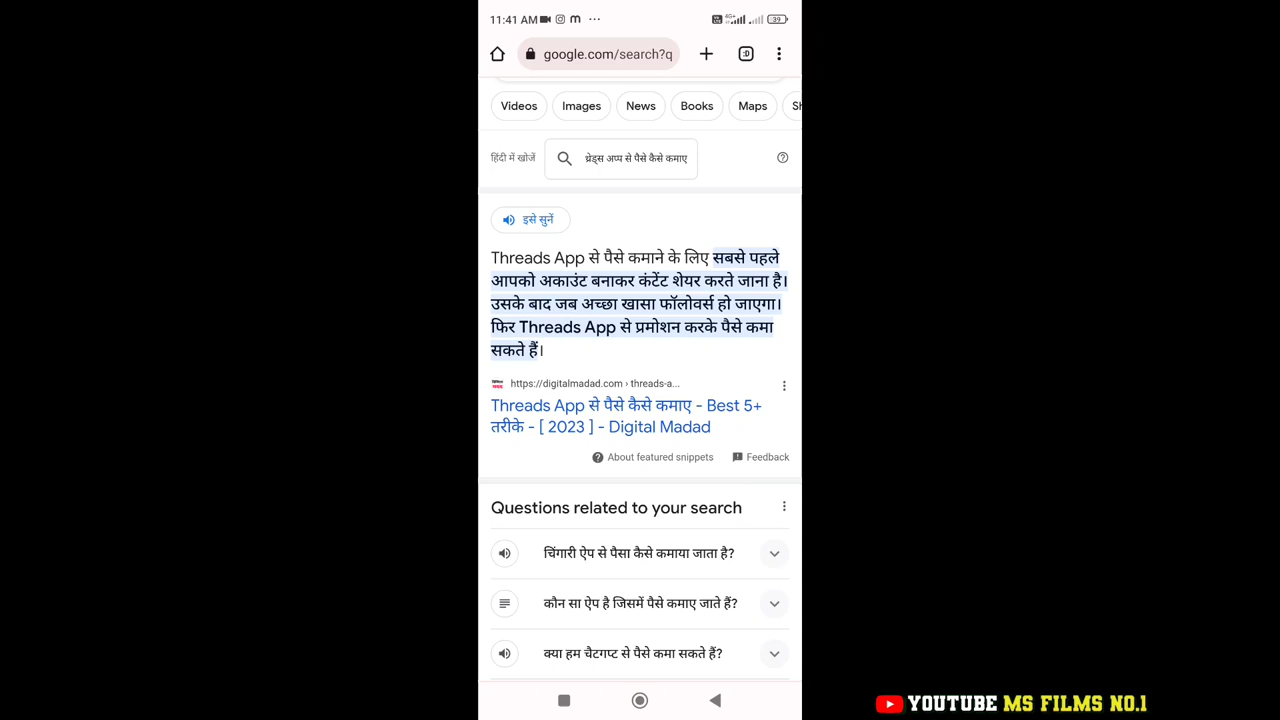 11:41 AM
39
google.com/search?q
:D
Videos Images News Books Maps Sh
हिंदी में खोजें
थ्रेड्स अप्प से पैसे कैसे कमाए
इसे सुनें
Threads App से पैसे कमाने के लिए सबसे पहले
आपको अकाउंट बनाकर कंटेंट शेयर करते जाना है।
उसके बाद जब अच्छा खासा फॉलोवर्स हो जाएगा।
फिर Threads App से प्रमोशन करके पैसे कमा
सकते हैं।
https://digitalmadad.com › threads-a...
Threads App से पैसे कैसे कमाए - Best 5+
तरीके - [ 2023 ] - Digital Madad
About featured snippets Feedback
Questions related to your search
चिंगारी ऐप से पैसा कैसे कमाया जाता है?
कौन सा ऐप है जिसमें पैसे कमाए जाते हैं?
क्या हम चैटगप्ट से पैसे कमा सकते हैं?
YOUTUBE MS FILMS NO.1